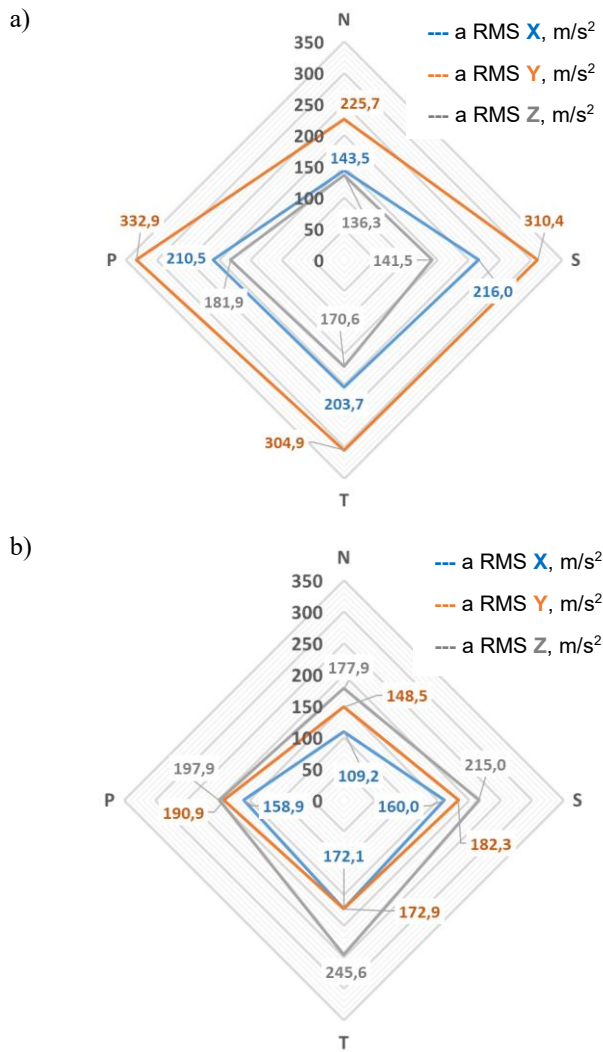 a)
N
350
300
250
200
150
100
50
0
--- a RMS X, m/s²
--- a RMS Y, m/s²
--- a RMS Z, m/s²
225,7
143,5
136,3
332,9
310,4
P
210,5
141,5
S
181,9
216,0
170,6
203,7
304,9
T
b)
N
350
300
250
200
150
100
50
0
--- a RMS X, m/s²
--- a RMS Y, m/s²
--- a RMS Z, m/s²
177,9
148,5
109,2
197,9
215,0
P
190,9
158,9
160,0
S
182,3
172,1
172,9
245,6
T